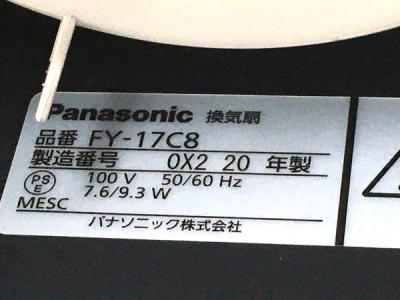 Panasonic 換気扇
品番 FY-17C8
製造番号 0X2 20 年製
PS E 100 V 50/60 Hz
7.6/9.3 W
MESC
パナソニック株式会社